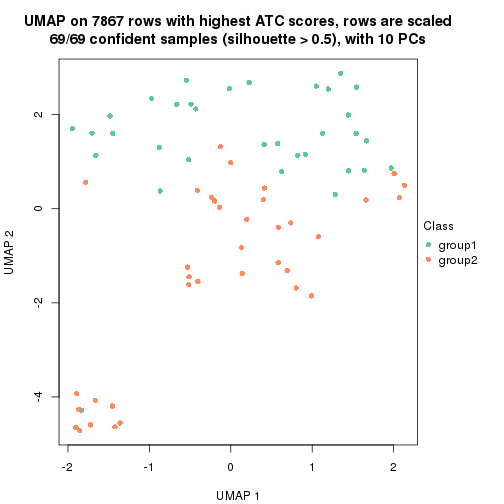 UMAP on 7867 rows with highest ATC scores, rows are scaled
69/69 confident samples (silhouette > 0.5), with 10 PCs
2
0
-2
-4
UMAP 2
-2
-1
0
1
2
UMAP 1
Class
group1
group2